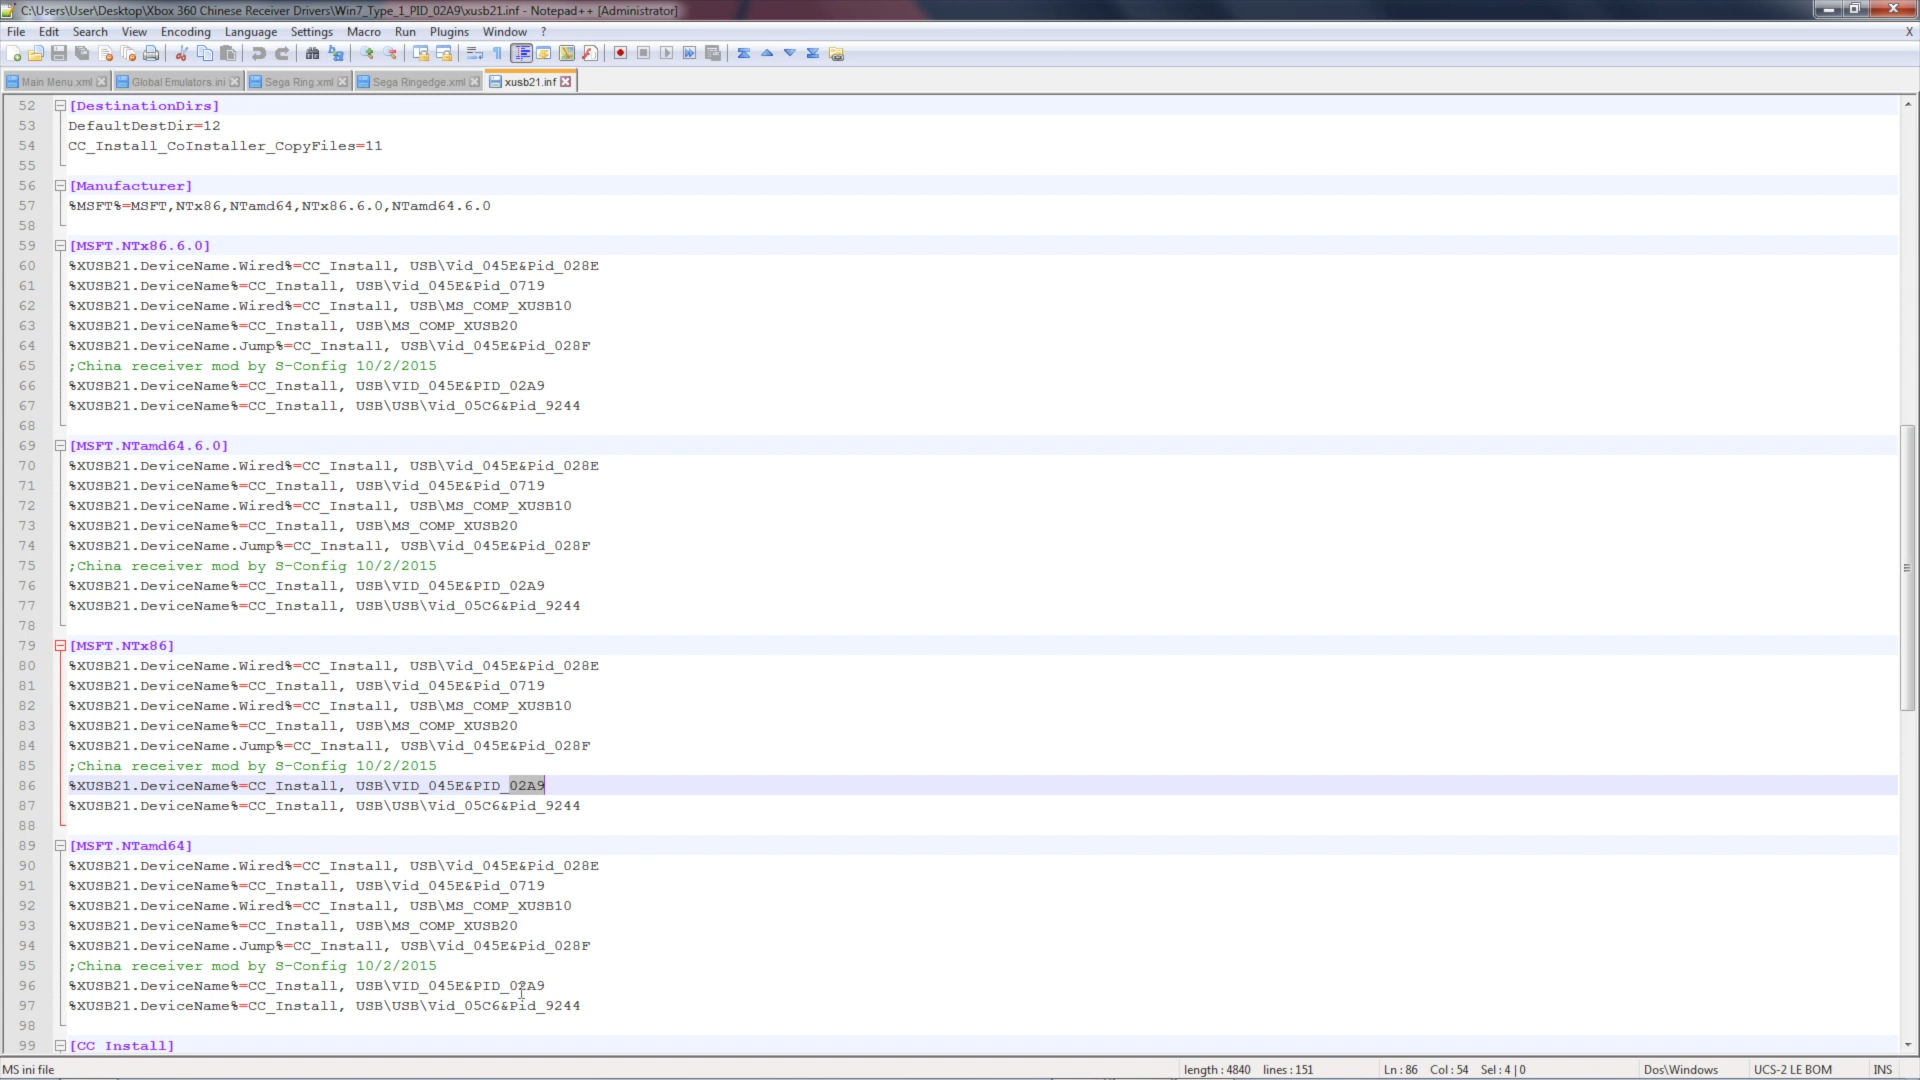 C:\Users\User\Desktop\Xbox 360 Chinese Receiver Drivers\Win7_Type_1_PID_02A9\xusb21.inf - Notepad++ [Administrator]
File Edit Search View Encoding Language Settings Macro Run Plugins Window ? X
Main Menu.xml Global Emulators.ini Sega Ring.xml Sega Ringedge.xml xusb21.inf
52 [DestinationDirs]
53 DefaultDestDir=12
54 CC_Install_CoInstaller_CopyFiles=11
55
56 [Manufacturer]
57 %MSFT%=MSFT,NTx86,NTamd64,NTx86.6.0,NTamd64.6.0
58
59 [MSFT.NTx86.6.0]
60 %XUSB21.DeviceName.Wired%=CC_Install, USB\Vid_045E&Pid_028E
61 %XUSB21.DeviceName%=CC_Install, USB\Vid_045E&Pid_0719
62 %XUSB21.DeviceName.Wired%=CC_Install, USB\MS_COMP_XUSB10
63 %XUSB21.DeviceName%=CC_Install, USB\MS_COMP_XUSB20
64 %XUSB21.DeviceName.Jump%=CC_Install, USB\Vid_045E&Pid_028F
65 ;China receiver mod by S-Config 10/2/2015
66 %XUSB21.DeviceName%=CC_Install, USB\VID_045E&PID_02A9
67 %XUSB21.DeviceName%=CC_Install, USB\USB\Vid_05C6&Pid_9244
68
69 [MSFT.NTamd64.6.0]
70 %XUSB21.DeviceName.Wired%=CC_Install, USB\Vid_045E&Pid_028E
71 %XUSB21.DeviceName%=CC_Install, USB\Vid_045E&Pid_0719
72 %XUSB21.DeviceName.Wired%=CC_Install, USB\MS_COMP_XUSB10
73 %XUSB21.DeviceName%=CC_Install, USB\MS_COMP_XUSB20
74 %XUSB21.DeviceName.Jump%=CC_Install, USB\Vid_045E&Pid_028F
75 ;China receiver mod by S-Config 10/2/2015
76 %XUSB21.DeviceName%=CC_Install, USB\VID_045E&PID_02A9
77 %XUSB21.DeviceName%=CC_Install, USB\USB\Vid_05C6&Pid_9244
78
79 [MSFT.NTx86]
80 %XUSB21.DeviceName.Wired%=CC_Install, USB\Vid_045E&Pid_028E
81 %XUSB21.DeviceName%=CC_Install, USB\Vid_045E&Pid_0719
82 %XUSB21.DeviceName.Wired%=CC_Install, USB\MS_COMP_XUSB10
83 %XUSB21.DeviceName%=CC_Install, USB\MS_COMP_XUSB20
84 %XUSB21.DeviceName.Jump%=CC_Install, USB\Vid_045E&Pid_028F
85 ;China receiver mod by S-Config 10/2/2015
86 %XUSB21.DeviceName%=CC_Install, USB\VID_045E&PID_02A9
87 %XUSB21.DeviceName%=CC_Install, USB\USB\Vid_05C6&Pid_9244
88
89 [MSFT.NTamd64]
90 %XUSB21.DeviceName.Wired%=CC_Install, USB\Vid_045E&Pid_028E
91 %XUSB21.DeviceName%=CC_Install, USB\Vid_045E&Pid_0719
92 %XUSB21.DeviceName.Wired%=CC_Install, USB\MS_COMP_XUSB10
93 %XUSB21.DeviceName%=CC_Install, USB\MS_COMP_XUSB20
94 %XUSB21.DeviceName.Jump%=CC_Install, USB\Vid_045E&Pid_028F
95 ;China receiver mod by S-Config 10/2/2015
96 %XUSB21.DeviceName%=CC_Install, USB\VID_045E&PID_02A9
97 %XUSB21.DeviceName%=CC_Install, USB\USB\Vid_05C6&Pid_9244
98
99 [CC_Install]
MS ini file length : 4840 lines : 151 Ln : 86 Col : 54 Sel : 4 | 0 Dos\Windows UCS-2 LE BOM INS